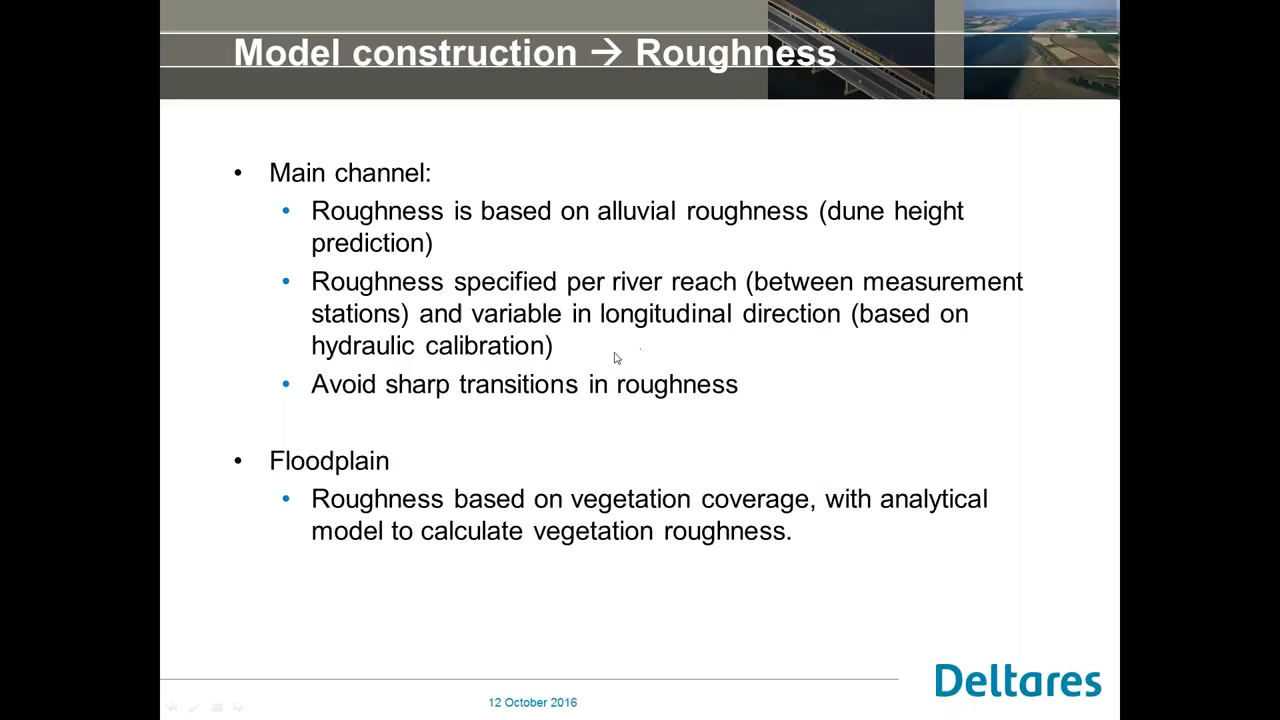 Model construction → Roughness
• Main channel:
• Roughness is based on alluvial roughness (dune height
prediction)
• Roughness specified per river reach (between measurement
stations) and variable in longitudinal direction (based on
hydraulic calibration)
• Avoid sharp transitions in roughness
• Floodplain
• Roughness based on vegetation coverage, with analytical
model to calculate vegetation roughness.
12 October 2016
Deltares